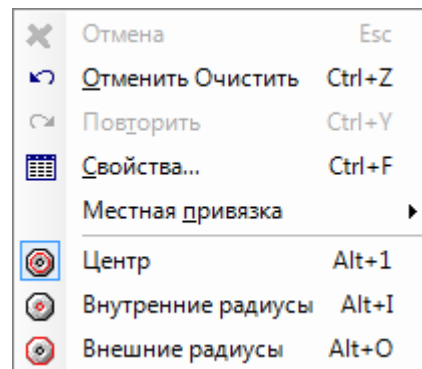 Отмена Esc
Отменить Очистить Ctrl+Z
Повторить Ctrl+Y
Свойства... Ctrl+F
Местная привязка
Центр Alt+1
Внутренние радиусы Alt+I
Внешние радиусы Alt+O